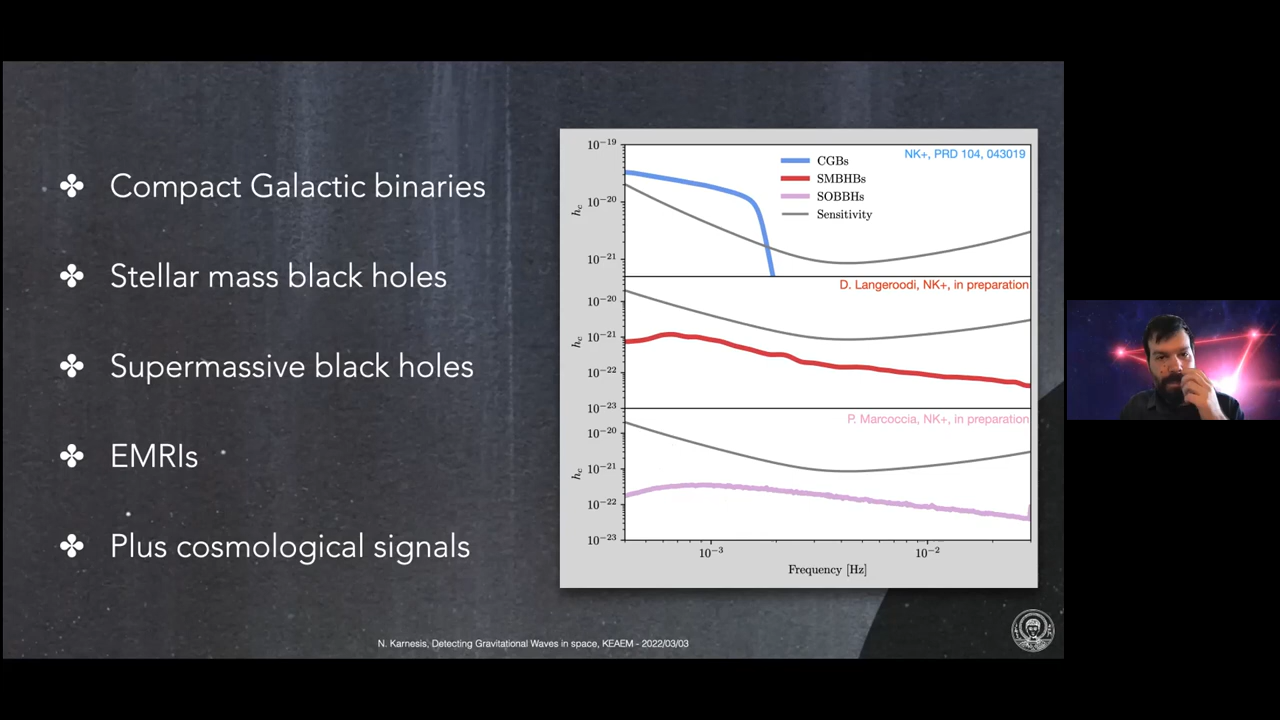 Compact Galactic binaries
Stellar mass black holes
Supermassive black holes
EMRIs
Plus cosmological signals
NK+, PRD 104, 043019
CGBs
SMBHBs
SOBBHs
Sensitivity
10⁻¹⁹
10⁻²⁰
10⁻²¹
h_c
D. Langeroodi, NK+, in preparation
10⁻²⁰
10⁻²¹
10⁻²²
10⁻²³
h_c
P. Marcoccia, NK+, in preparation
10⁻²⁰
10⁻²¹
10⁻²²
10⁻²³
h_c
10⁻³
10⁻²
Frequency [Hz]
N. Karnesis, Detecting Gravitational Waves in space, KEAEM - 2022/03/03